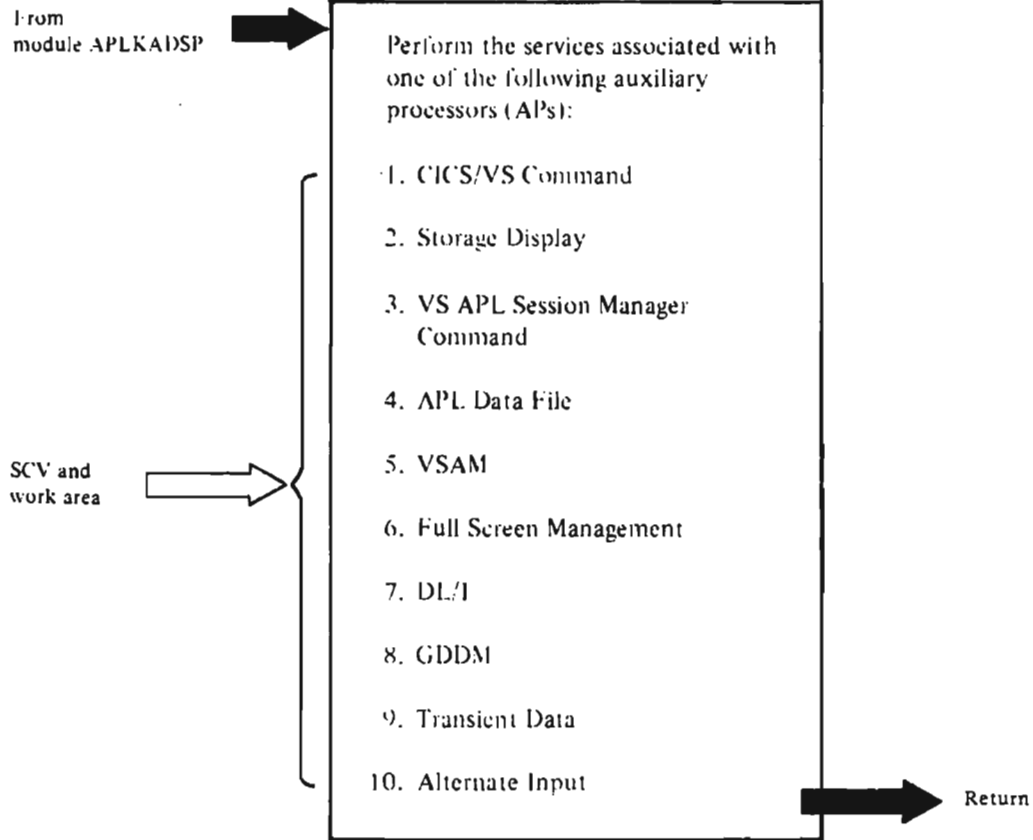 From
module APLKADSP
Perform the services associated with
one of the following auxiliary
processors (APs):
1. CICS/VS Command
2. Storage Display
3. VS APL Session Manager
Command
4. APL Data File
5. VSAM
6. Full Screen Management
7. DL/I
8. GDDM
9. Transient Data
10. Alternate Input
SCV and
work area
Return